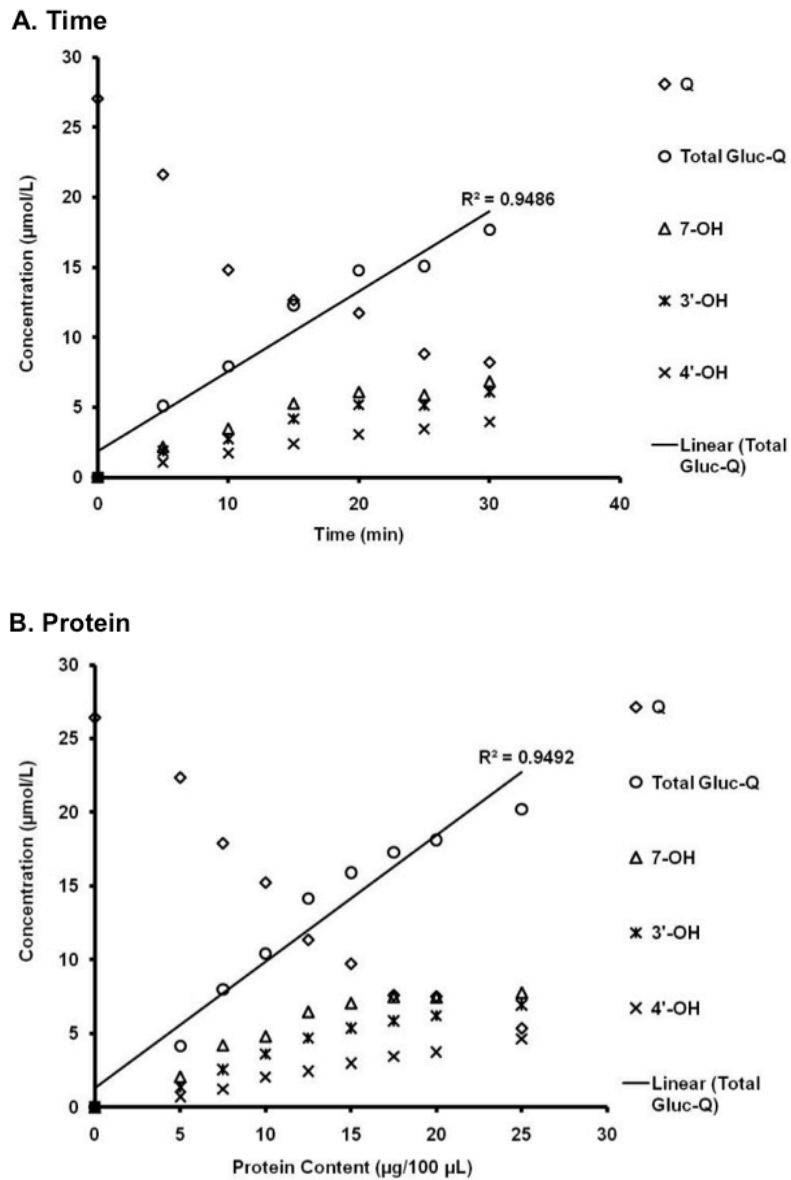 A. Time
30
25
20
15
10
5
0
Concentration (µmol/L)
0 10 20 30 40
Time (min)
R² = 0.9486
Q
Total Gluc-Q
7-OH
3'-OH
4'-OH
Linear (Total
Gluc-Q)
B. Protein
30
25
20
15
10
5
0
Concentration (µmol/L)
0 5 10 15 20 25 30
Protein Content (µg/100 µL)
R² = 0.9492
Q
Total Gluc-Q
7-OH
3'-OH
4'-OH
Linear (Total
Gluc-Q)